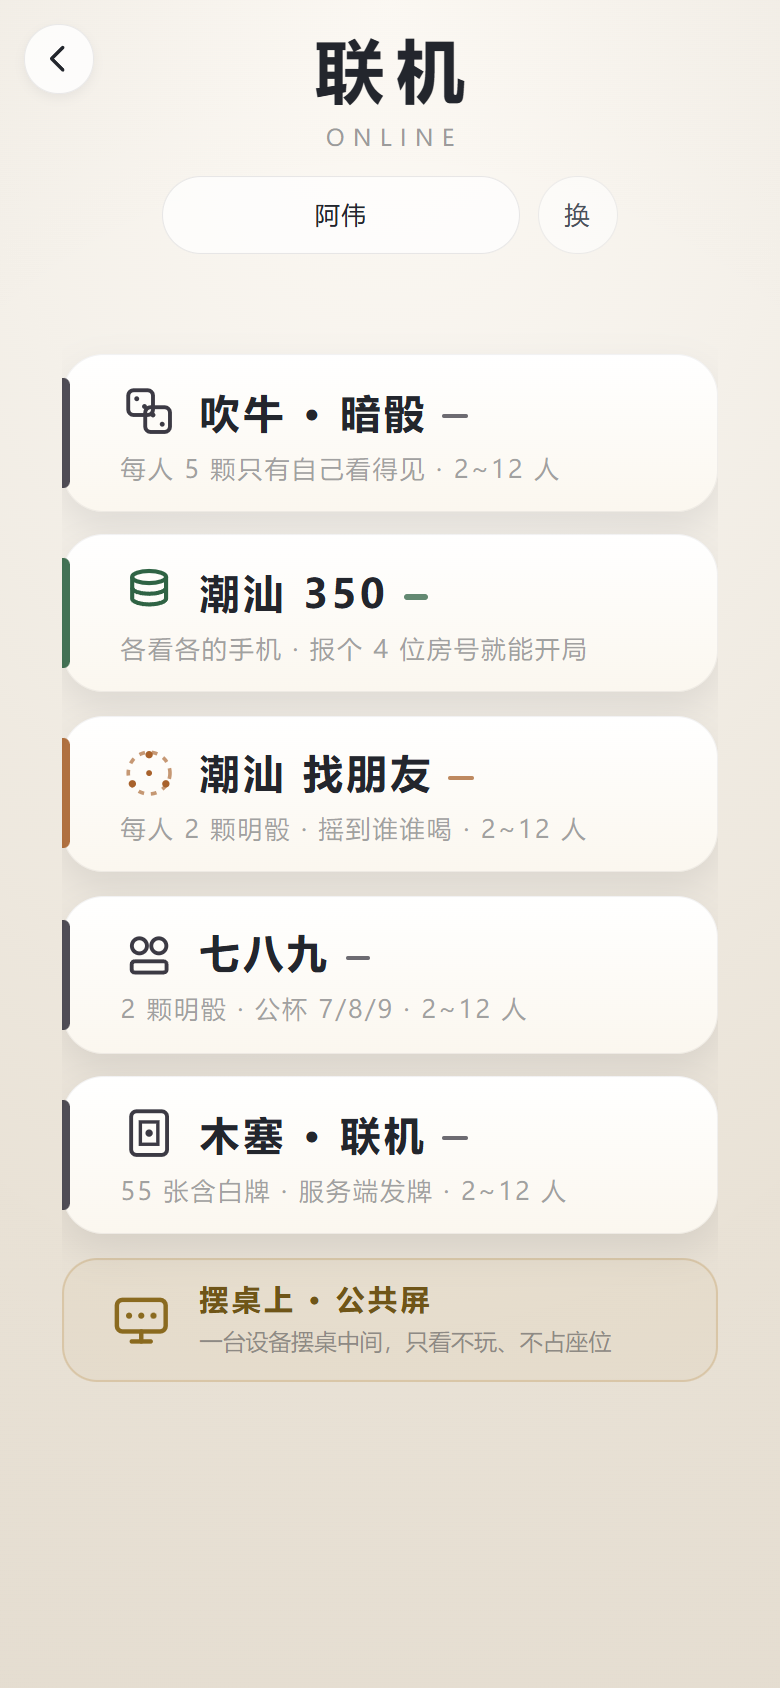 联机
ONLINE
阿伟 换
吹牛 · 暗骰
每人 5 颗只有自己看得见 · 2~12 人
潮汕 350
各看各的手机 · 报个 4 位房号就能开局
潮汕 找朋友
每人 2 颗明骰 · 摇到谁谁喝 · 2~12 人
七八九
2 颗明骰 · 公杯 7/8/9 · 2~12 人
木塞 · 联机
55 张含白牌 · 服务端发牌 · 2~12 人
摆桌上 · 公共屏
一台设备摆桌中间，只看不玩、不占座位